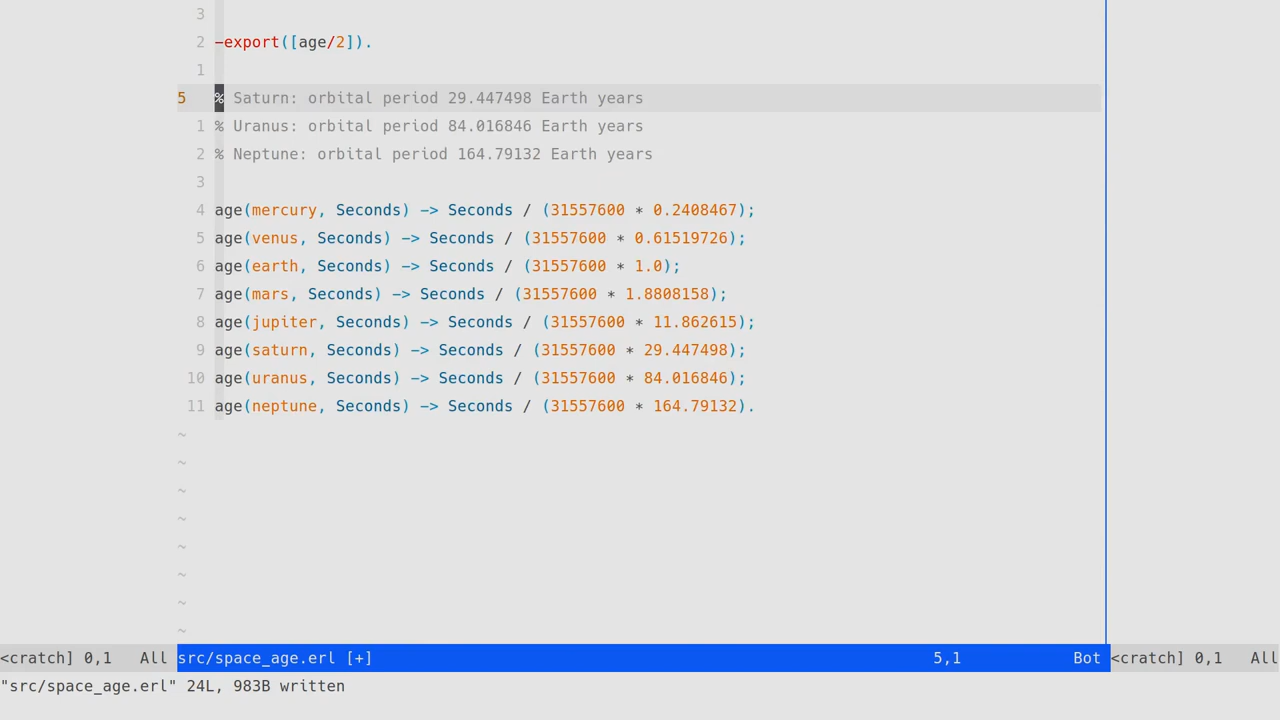 3
2 -export([age/2]).
1
5 % Saturn: orbital period 29.447498 Earth years
1 % Uranus: orbital period 84.016846 Earth years
2 % Neptune: orbital period 164.79132 Earth years
3
4 age(mercury, Seconds) -> Seconds / (31557600 * 0.2408467);
5 age(venus, Seconds) -> Seconds / (31557600 * 0.61519726);
6 age(earth, Seconds) -> Seconds / (31557600 * 1.0);
7 age(mars, Seconds) -> Seconds / (31557600 * 1.8808158);
8 age(jupiter, Seconds) -> Seconds / (31557600 * 11.862615);
9 age(saturn, Seconds) -> Seconds / (31557600 * 29.447498);
10 age(uranus, Seconds) -> Seconds / (31557600 * 84.016846);
11 age(neptune, Seconds) -> Seconds / (31557600 * 164.79132).
~
~
~
~
~
~
~
~
<cratch] 0,1 All src/space_age.erl [+] 5,1 Bot <cratch] 0,1 All
"src/space_age.erl" 24L, 983B written